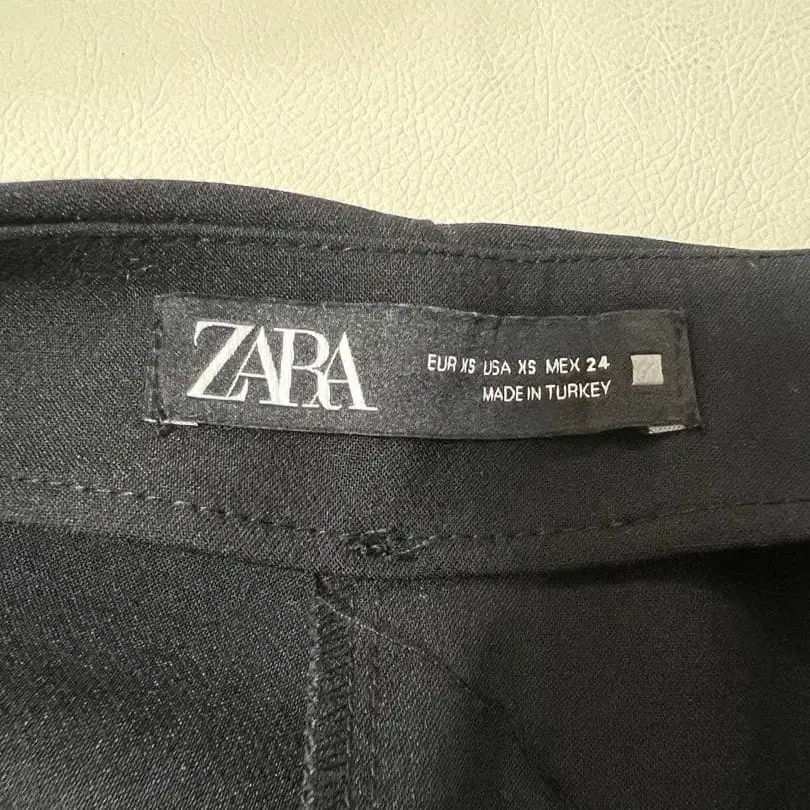 ZARA
EUR XS USA XS MEX 24
MADE IN TURKEY